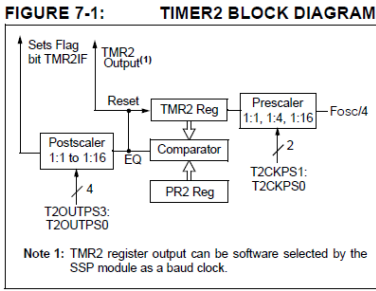 FIGURE 7-1: TIMER2 BLOCK DIAGRAM
Sets Flag
bit TMR2IF
TMR2
Output(1)
Reset
TMR2 Reg
Prescaler
1:1, 1:4, 1:16
Fosc/4
Postscaler
1:1 to 1:16
EQ
Comparator
2
T2CKPS1:
T2CKPS0
4
PR2 Reg
T2OUTPS3:
T2OUTPS0
Note 1: TMR2 register output can be software selected by the
SSP module as a baud clock.